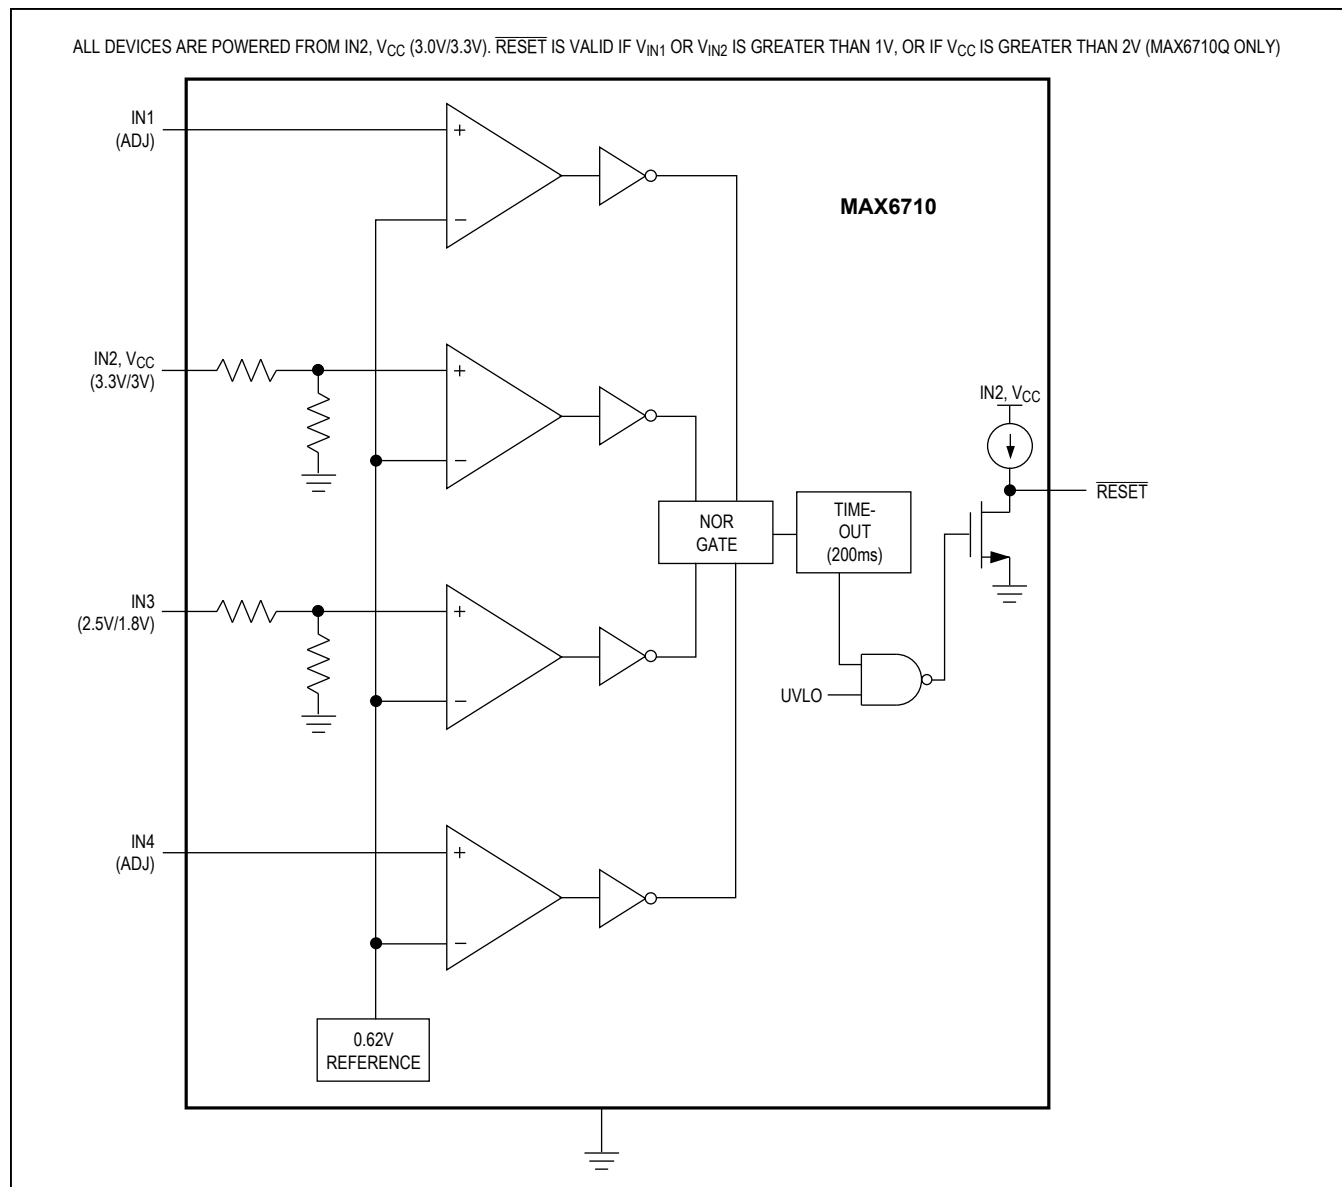 ALL DEVICES ARE POWERED FROM IN2, VCC (3.0V/3.3V). RESET IS VALID IF VIN1 OR VIN2 IS GREATER THAN 1V, OR IF VCC IS GREATER THAN 2V (MAX6710Q ONLY)
IN1
(ADJ)
+
−
MAX6710
IN2, VCC
(3.3V/3V)
+
−
IN2, VCC
RESET
NOR
GATE
TIME-
OUT
(200ms)
IN3
(2.5V/1.8V)
+
−
UVLO
IN4
(ADJ)
+
−
0.62V
REFERENCE